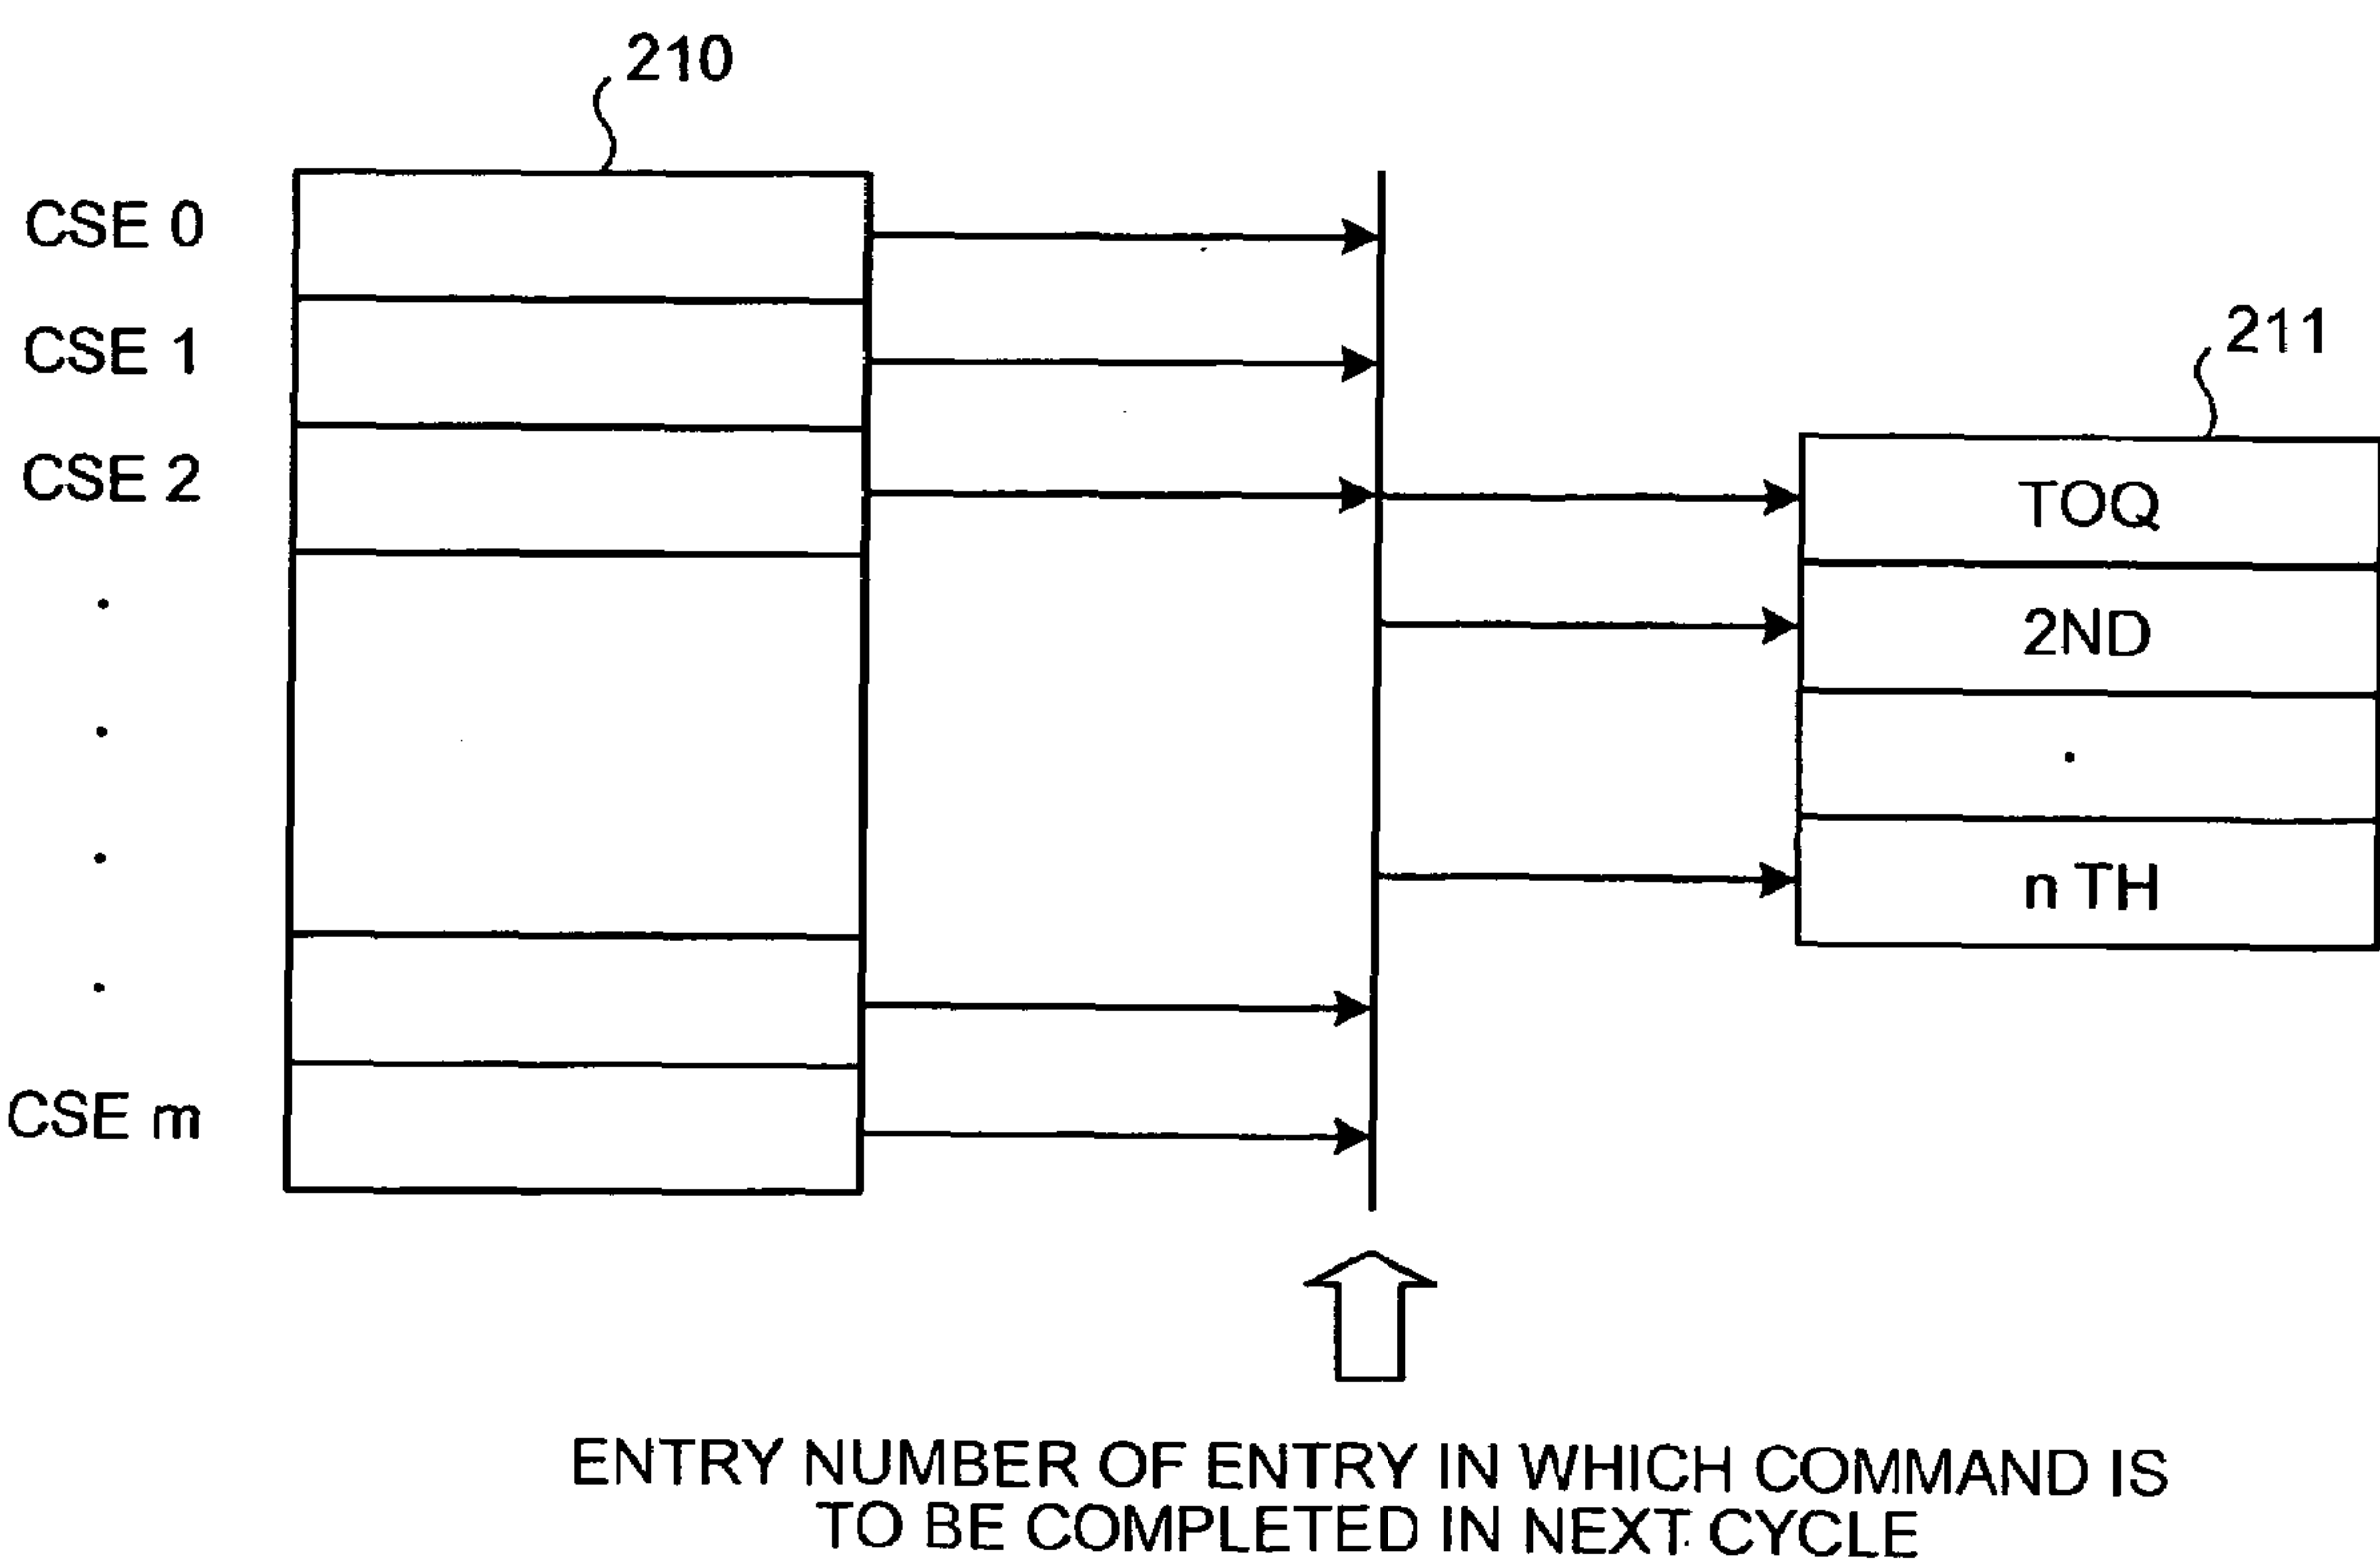 210
CSE 0
CSE 1
211
CSE 2
TOQ
2ND
n TH
CSE m
ENTRY NUMBER OF ENTRY IN WHICH COMMAND IS
TO BE COMPLETED IN NEXT CYCLE